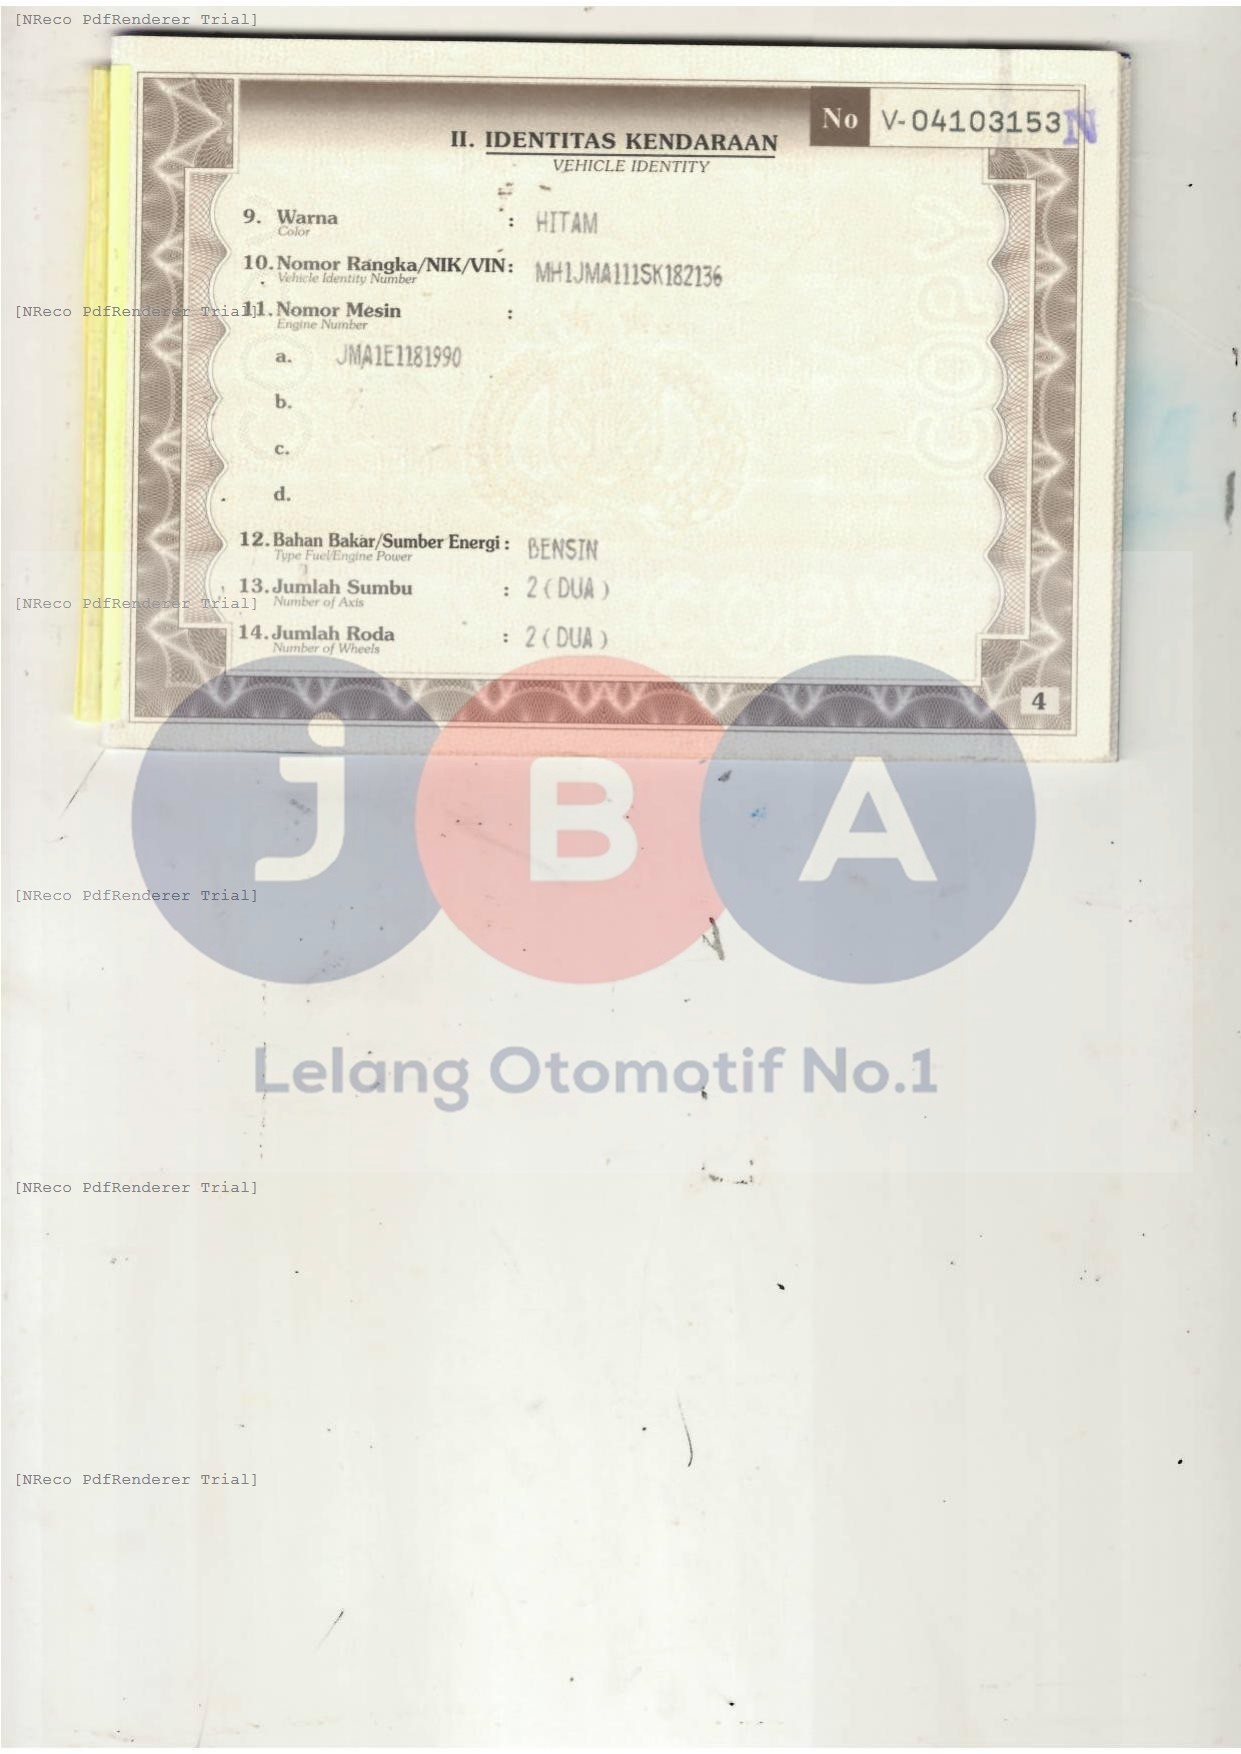 [NReco PdfRenderer Trial]
No V-04103153 N
II. IDENTITAS KENDARAAN
VEHICLE IDENTITY
9. Warna : HITAM
Color
10. Nomor Rangka/NIK/VIN : MH1JMA111SK182136
Vehicle Identity Number
[NReco PdfRenderer Trial]
11. Nomor Mesin :
Engine Number
a. JMA1E1181990
b.
c.
d.
12. Bahan Bakar/Sumber Energi : BENSIN
Type Fuel/Engine Power
13. Jumlah Sumbu : 2 ( DUA )
[NReco PdfRenderer Trial]
Number of Axis
14. Jumlah Roda : 2 ( DUA )
Number of Wheels
4
COPY
JBA
[NReco PdfRenderer Trial]
Lelang Otomotif No.1
[NReco PdfRenderer Trial]
[NReco PdfRenderer Trial]